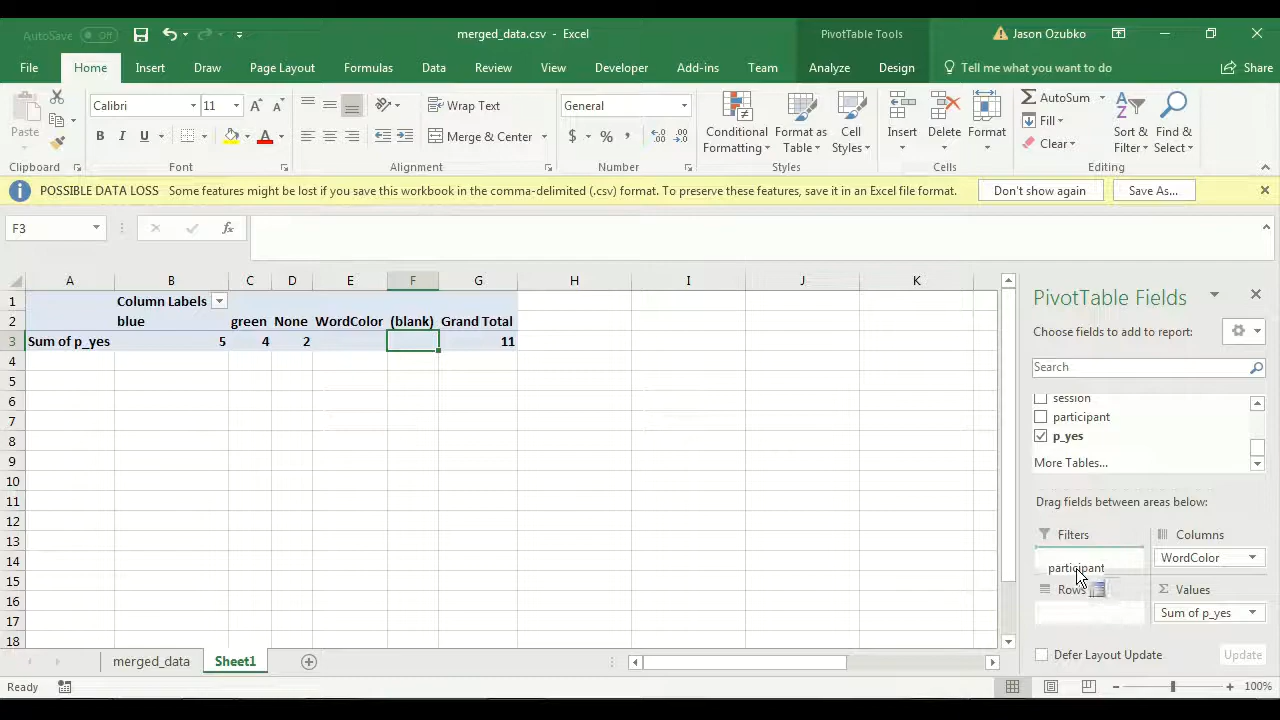 AutoSave Off merged_data.csv - Excel PivotTable Tools Jason Ozubko
File Home Insert Draw Page Layout Formulas Data Review View Developer Add-ins Team Analyze Design Tell me what you want to do Share
Paste Calibri 11 Wrap Text General Conditional Formatting Format as Table Cell Styles Insert Delete Format AutoSum Sort & Filter Find & Select
B I U Merge & Center $ % , Fill
Clear
Clipboard Font Alignment Number Styles Cells Editing
POSSIBLE DATA LOSS Some features might be lost if you save this workbook in the comma-delimited (.csv) format. To preserve these features, save it in an Excel file format. Don't show again Save As...
F3 fx
A B C D E F G H I J K
1 Column Labels
2 blue green None WordColor (blank) Grand Total
3 Sum of p_yes 5 4 2 11
4
5
6
7
8
9
10
11
12
13
14
15
16
17
18
PivotTable Fields
Choose fields to add to report:
Search
session
participant
p_yes
More Tables...
Drag fields between areas below:
Filters Columns
participant WordColor
Rows Σ Values
Sum of p_yes
Defer Layout Update Update
merged_data Sheet1
Ready 100%